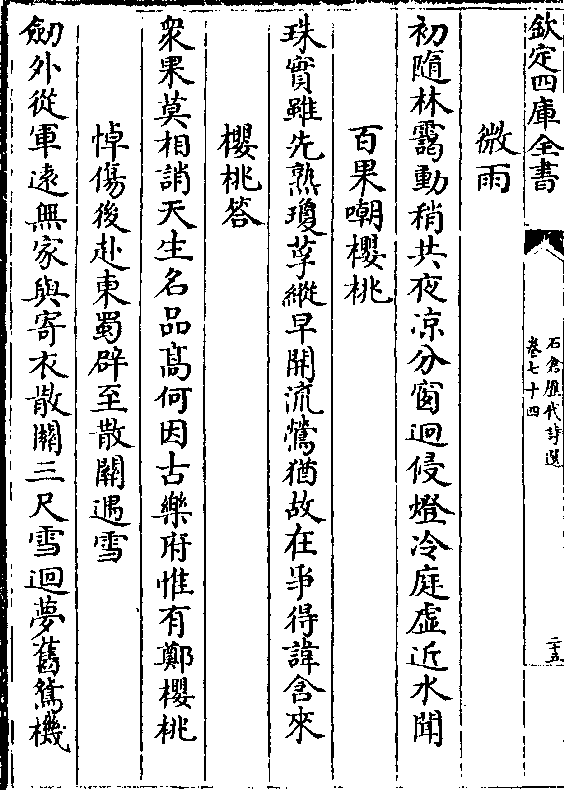 欽定四庫全書
石倉歷代詩選
卷七十四
二十五
微雨
初隨林靄動稍共夜凉分窗迥侵燈冷庭虛近水聞
百果嘲櫻桃
珠實雖先熟瓊莩縱早開流鶯猶故在爭得諱含來
櫻桃答
衆果莫相誚天生名品高何因古樂府惟有鄭櫻桃
悼傷後赴東蜀辟至散關遇雪
劒外從軍遠無家與寄衣散關三尺雪迴夢舊鴛機